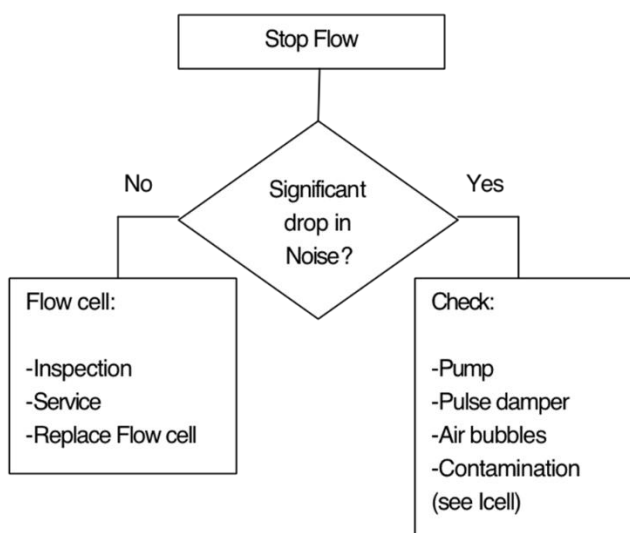 Stop Flow
No
Significant
drop in
Noise?
Yes
Flow cell:
-Inspection
-Service
-Replace Flow cell
Check:
-Pump
-Pulse damper
-Air bubbles
-Contamination
(see Icell)